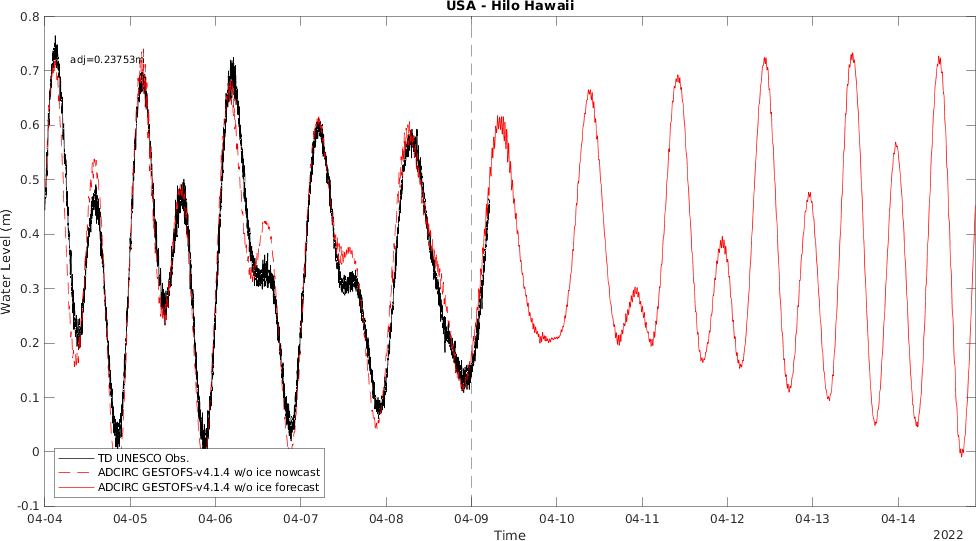 USA - Hilo Hawaii
adj=0.23753m
0.8
0.7
0.6
0.5
0.4
0.3
0.2
0.1
0
-0.1
Water Level (m)
TD UNESCO Obs.
ADCIRC GESTOFS-v4.1.4 w/o ice nowcast
ADCIRC GESTOFS-v4.1.4 w/o ice forecast
04-04 04-05 04-06 04-07 04-08 04-09 04-10 04-11 04-12 04-13 04-14
Time
2022